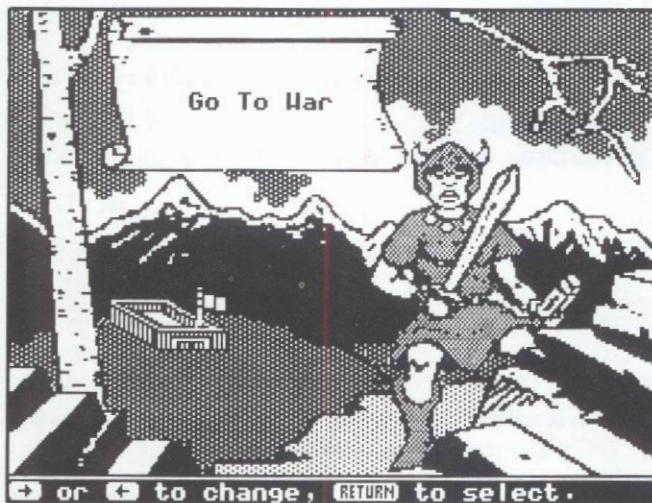 Go To War
→ or ← to change, RETURN to select